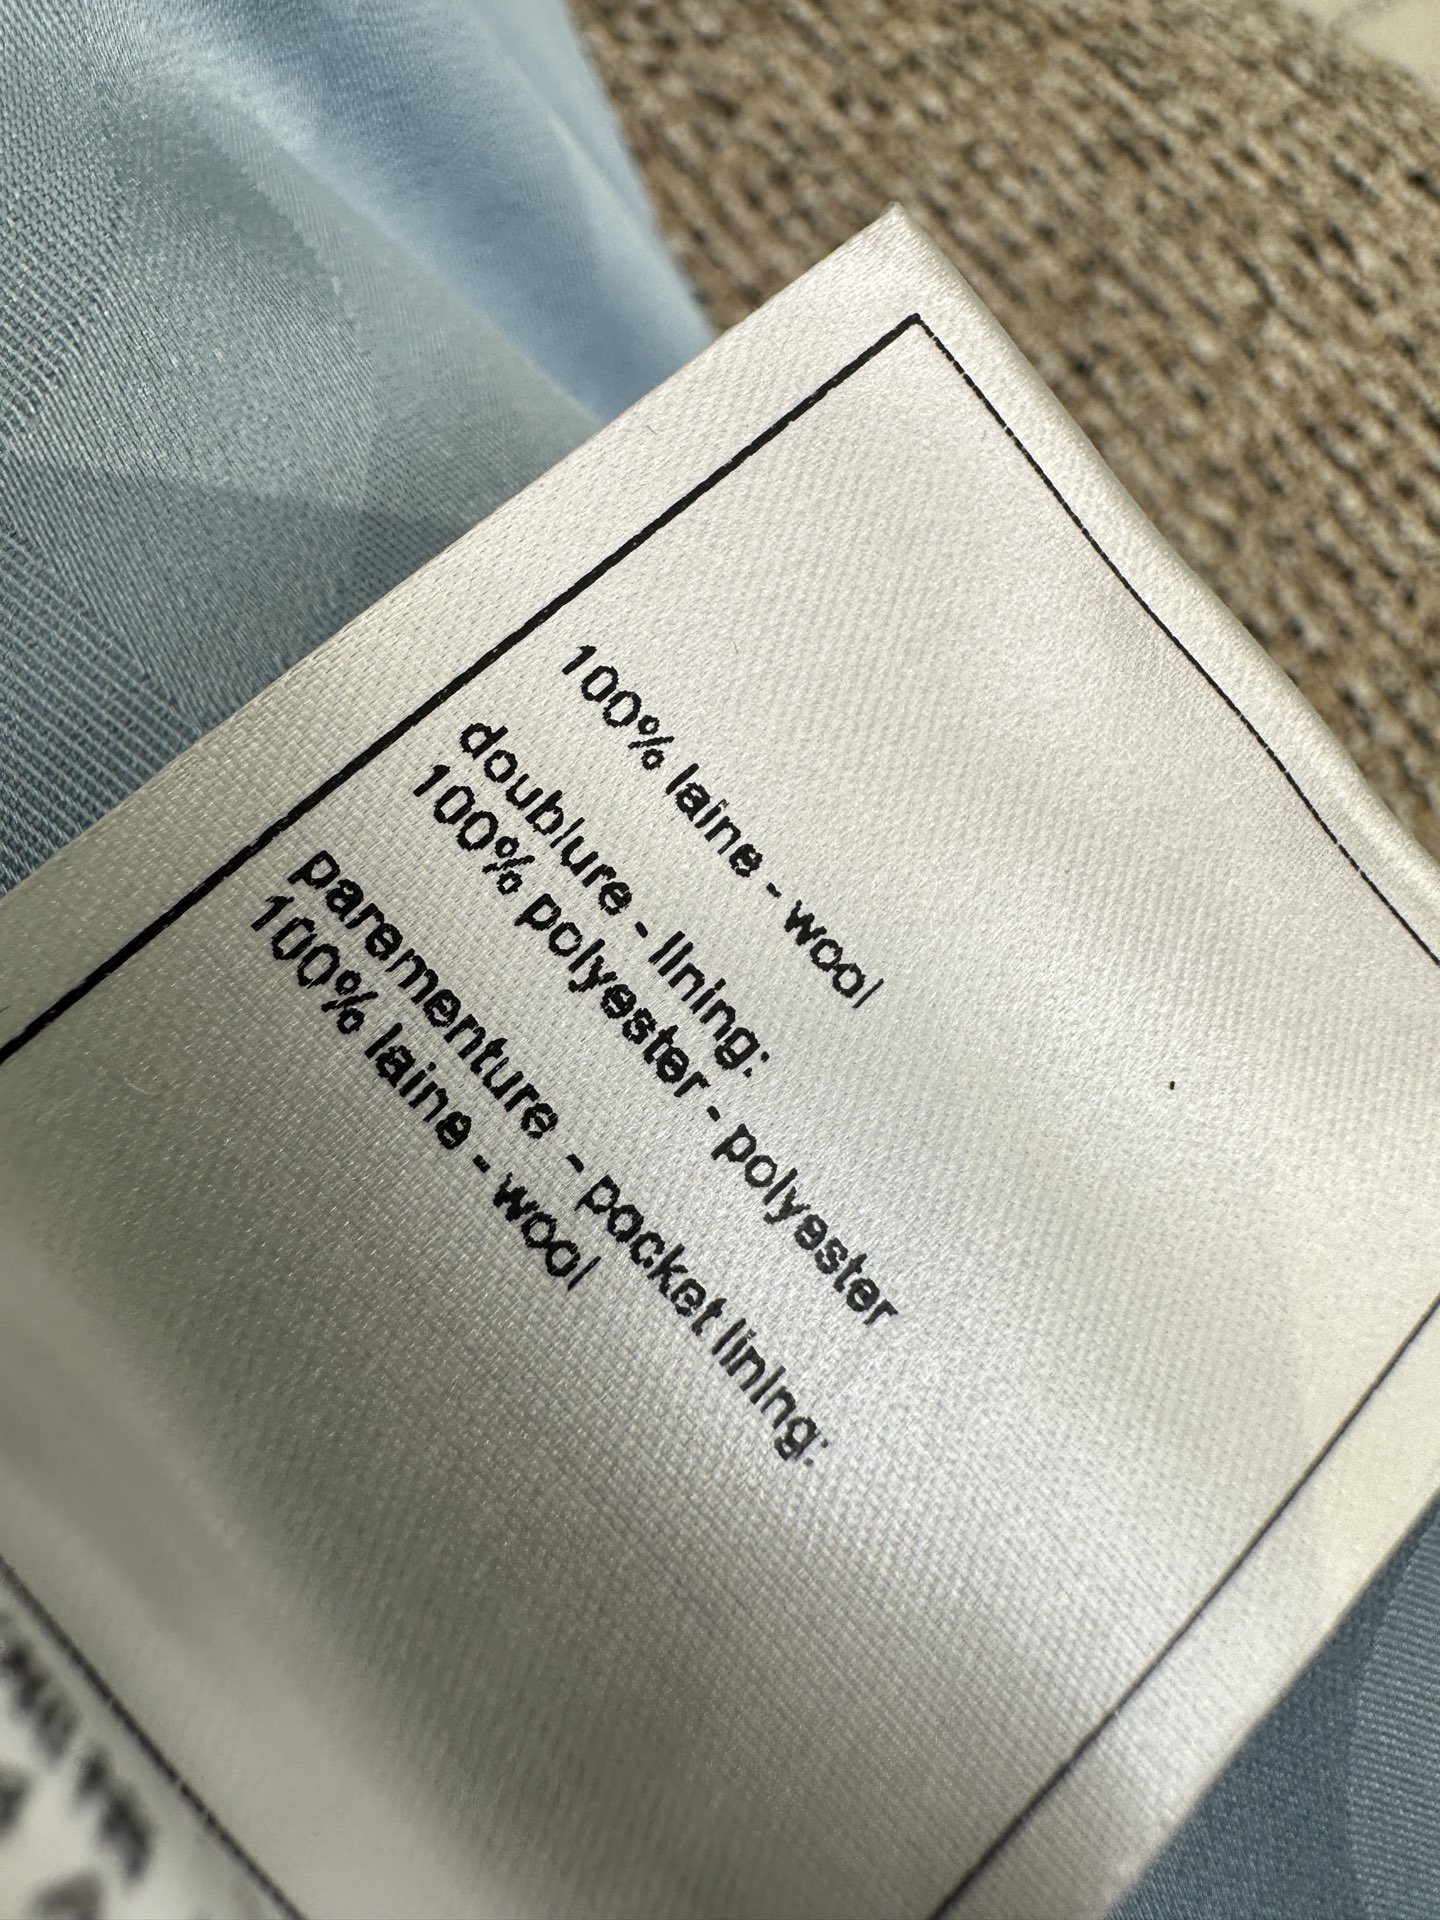 100% laine - wool
doublure - lining:
100% polyester - polyester
parementure - pocket lining:
100% laine - wool